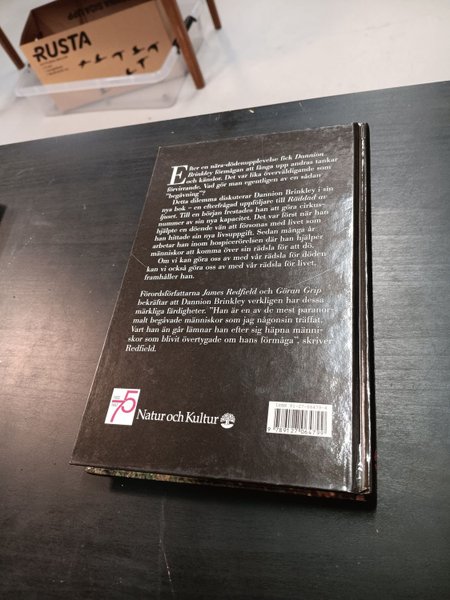 RUSTA
Efter en nära-dödenupplevelse fick Dannion
Brinkley förmågan att fånga upp andras tankar
och känslor. Det var lika överväldigande som
förvirrande. Vad gör man egentligen av en sådan
"begåvning"?
Detta dilemma diskuterar Dannion Brinkley i sin
nya bok – en efterfrågad uppföljare till Räddad av
ljuset. Till en början frestades han att göra cirkus-
nummer av sin nya kapacitet. Det var först när han
hjälpte en döende vän att försonas med livet som
han hittade sin nya livsuppgift. Sedan många år
arbetar han inom hospicerörelsen där han hjälper
människor att komma över sin rädsla för att dö.
Om vi kan göra oss av med vår rädsla för döden
kan vi också göra oss av med vår rädsla för livet,
framhåller han.
Förordsförfattarna James Redfield och Göran Grip
bekräftar att Dannion Brinkley verkligen har dessa
märkliga färdigheter. "Han är en av de mest paranor-
malt begåvade människor som jag någonsin träffat.
Vart han än går lämnar han efter sig häpna männi-
skor som blivit övertygade om hans förmåga", skriver
Redfield.
75
Natur och Kultur